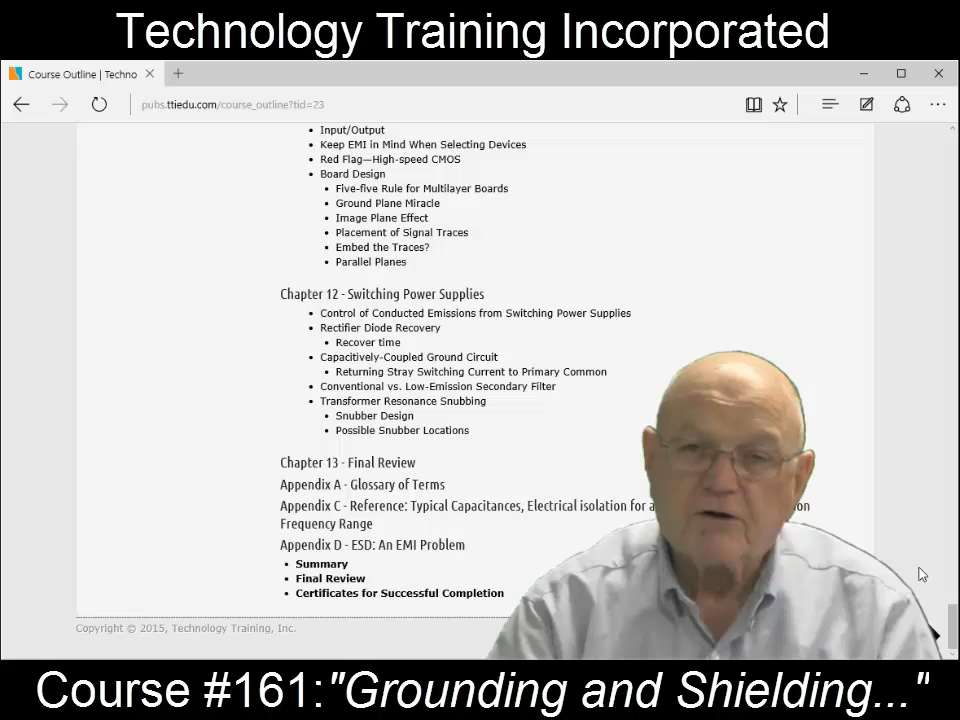 Technology Training Incorporated
Course Outline | Techno
pubs.ttiedu.com/course_outline?tid=23
Input/Output
Keep EMI in Mind When Selecting Devices
Red Flag—High-speed CMOS
Board Design
Five-five Rule for Multilayer Boards
Ground Plane Miracle
Image Plane Effect
Placement of Signal Traces
Embed the Traces?
Parallel Planes
Chapter 12 - Switching Power Supplies
Control of Conducted Emissions from Switching Power Supplies
Rectifier Diode Recovery
Recover time
Capacitively-Coupled Ground Circuit
Returning Stray Switching Current to Primary Common
Conventional vs. Low-Emission Secondary Filter
Transformer Resonance Snubbing
Snubber Design
Possible Snubber Locations
Chapter 13 - Final Review
Appendix A - Glossary of Terms
Appendix C - Reference: Typical Capacitances, Electrical isolation for
Frequency Range
Appendix D - ESD: An EMI Problem
Summary
Final Review
Certificates for Successful Completion
Copyright © 2015, Technology Training, Inc.
Course #161:"Grounding and Shielding..."